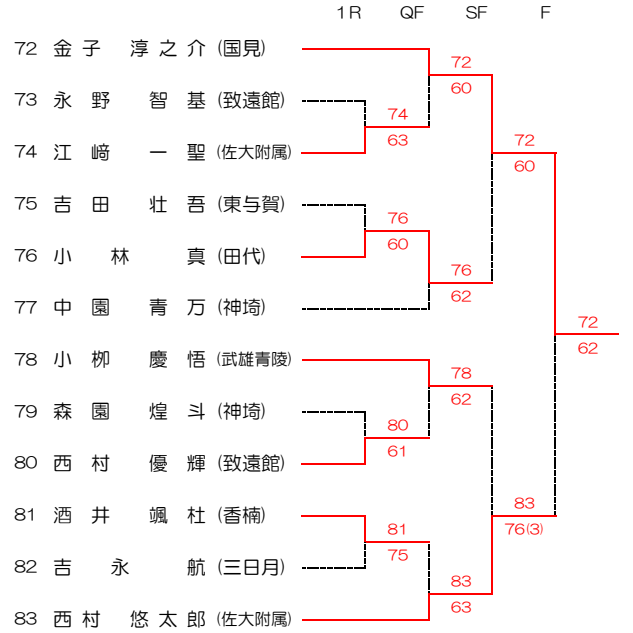 1R QF SF F
72 金子 淳之介 (国見)
72
60
73 永野 智基 (致遠館)
74
63
72
60
74 江﨑 一聖 (佐大附属)
75 吉田 壮吾 (東与賀)
76
60
76 小林 真 (田代)
76
62
77 中園 青万 (神埼)
72
62
78 小栁 慶悟 (武雄青陵)
78
62
79 森園 煌斗 (神埼)
80
61
80 西村 優輝 (致遠館)
81 酒井 颯杜 (香楠)
83
76(3)
81
75
82 吉永 航 (三日月)
83
63
83 西村 悠太郎 (佐大附属)